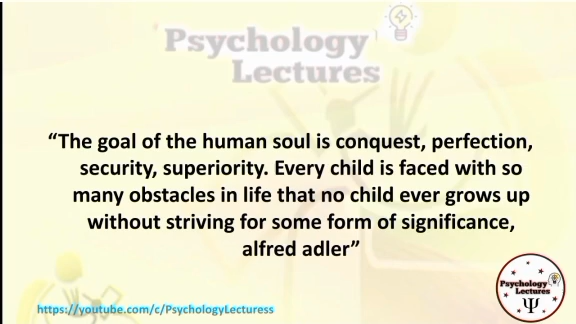 Psychology
Lectures
“The goal of the human soul is conquest, perfection,
security, superiority. Every child is faced with so
many obstacles in life that no child ever grows up
without striving for some form of significance,
alfred adler”
https://youtube.com/c/PsychologyLecturess
Psychology
Lectures
Ψ